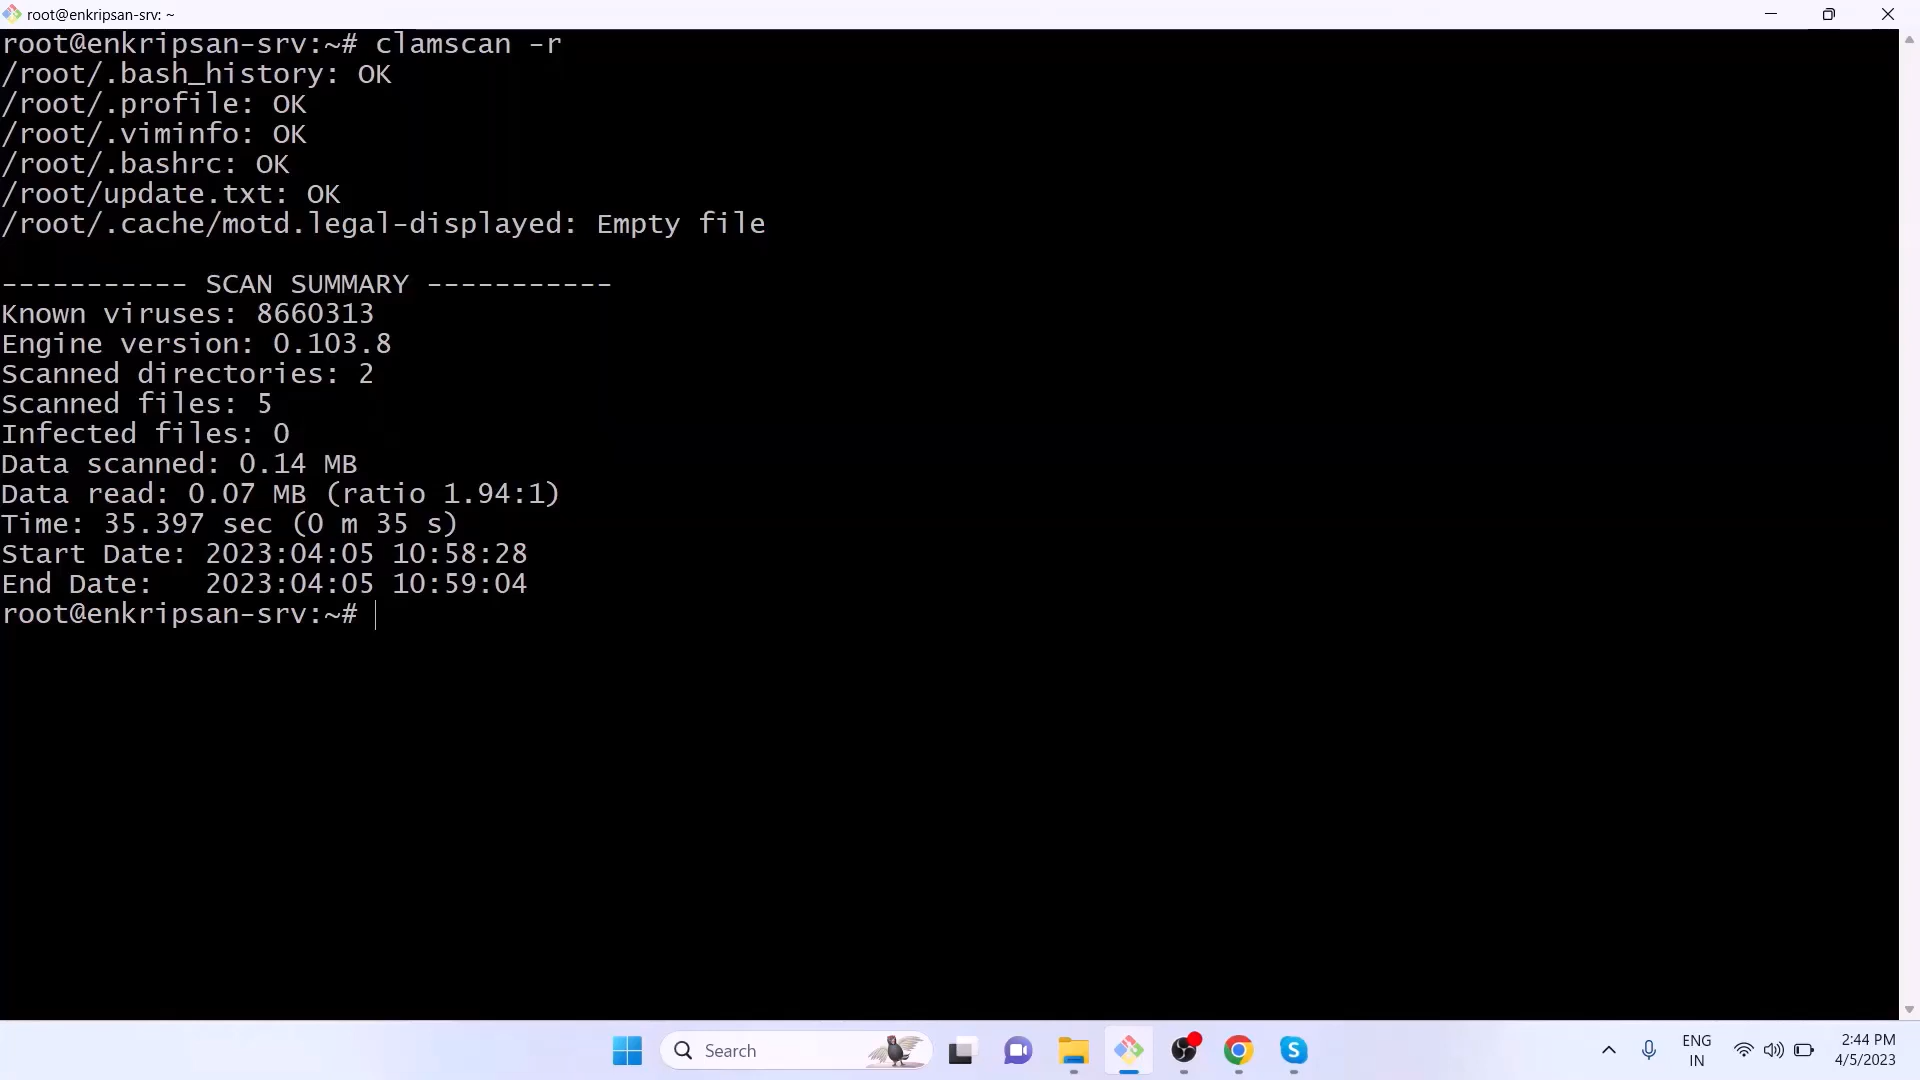 root@enkripsan-srv: ~
root@enkripsan-srv:~# clamscan -r
/root/.bash_history: OK
/root/.profile: OK
/root/.viminfo: OK
/root/.bashrc: OK
/root/update.txt: OK
/root/.cache/motd.legal-displayed: Empty file
----------- SCAN SUMMARY -----------
Known viruses: 8660313
Engine version: 0.103.8
Scanned directories: 2
Scanned files: 5
Infected files: 0
Data scanned: 0.14 MB
Data read: 0.07 MB (ratio 1.94:1)
Time: 35.397 sec (0 m 35 s)
Start Date: 2023:04:05 10:58:28
End Date:   2023:04:05 10:59:04
root@enkripsan-srv:~#
Search
S
ENG
IN
2:44 PM
4/5/2023